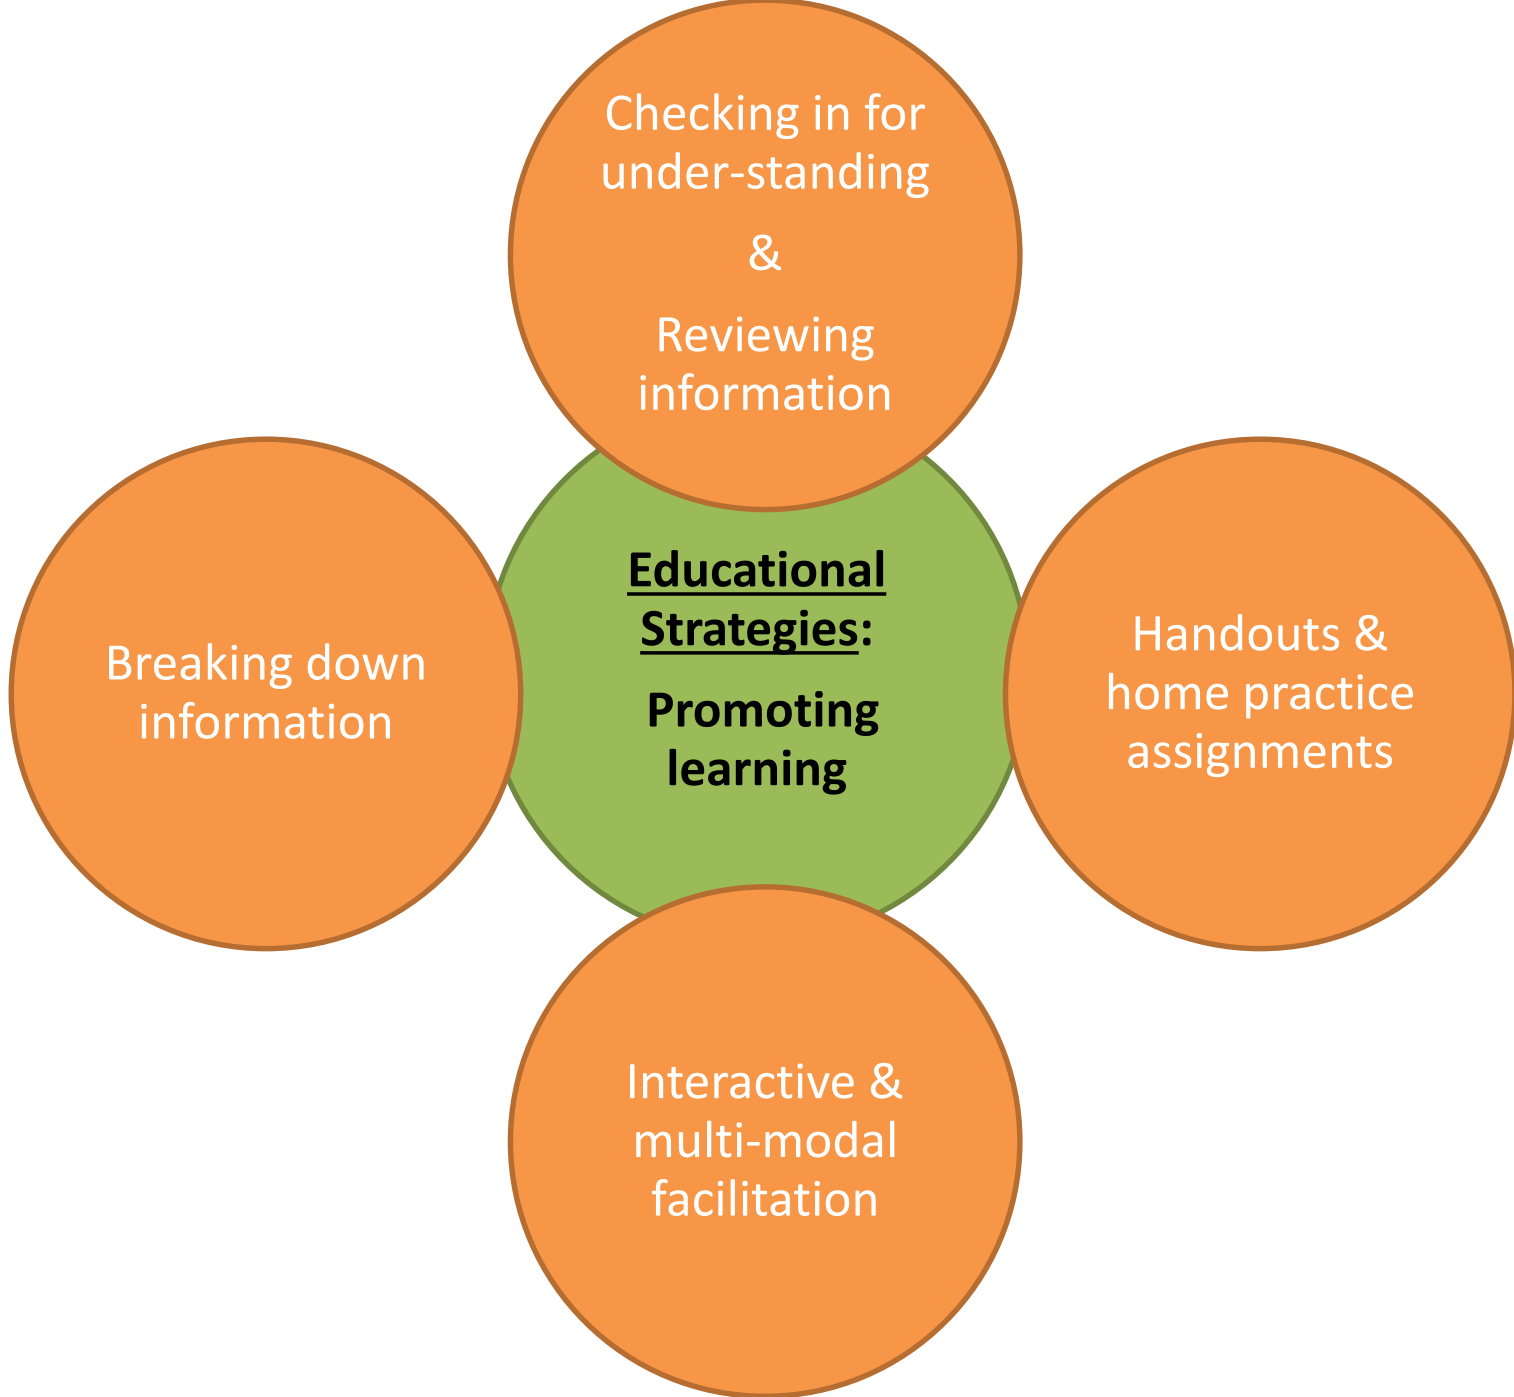 Checking in for
under-standing
&
Reviewing
information
Breaking down
information
Educational
Strategies:
Promoting
learning
Handouts &
home practice
assignments
Interactive &
multi-modal
facilitation